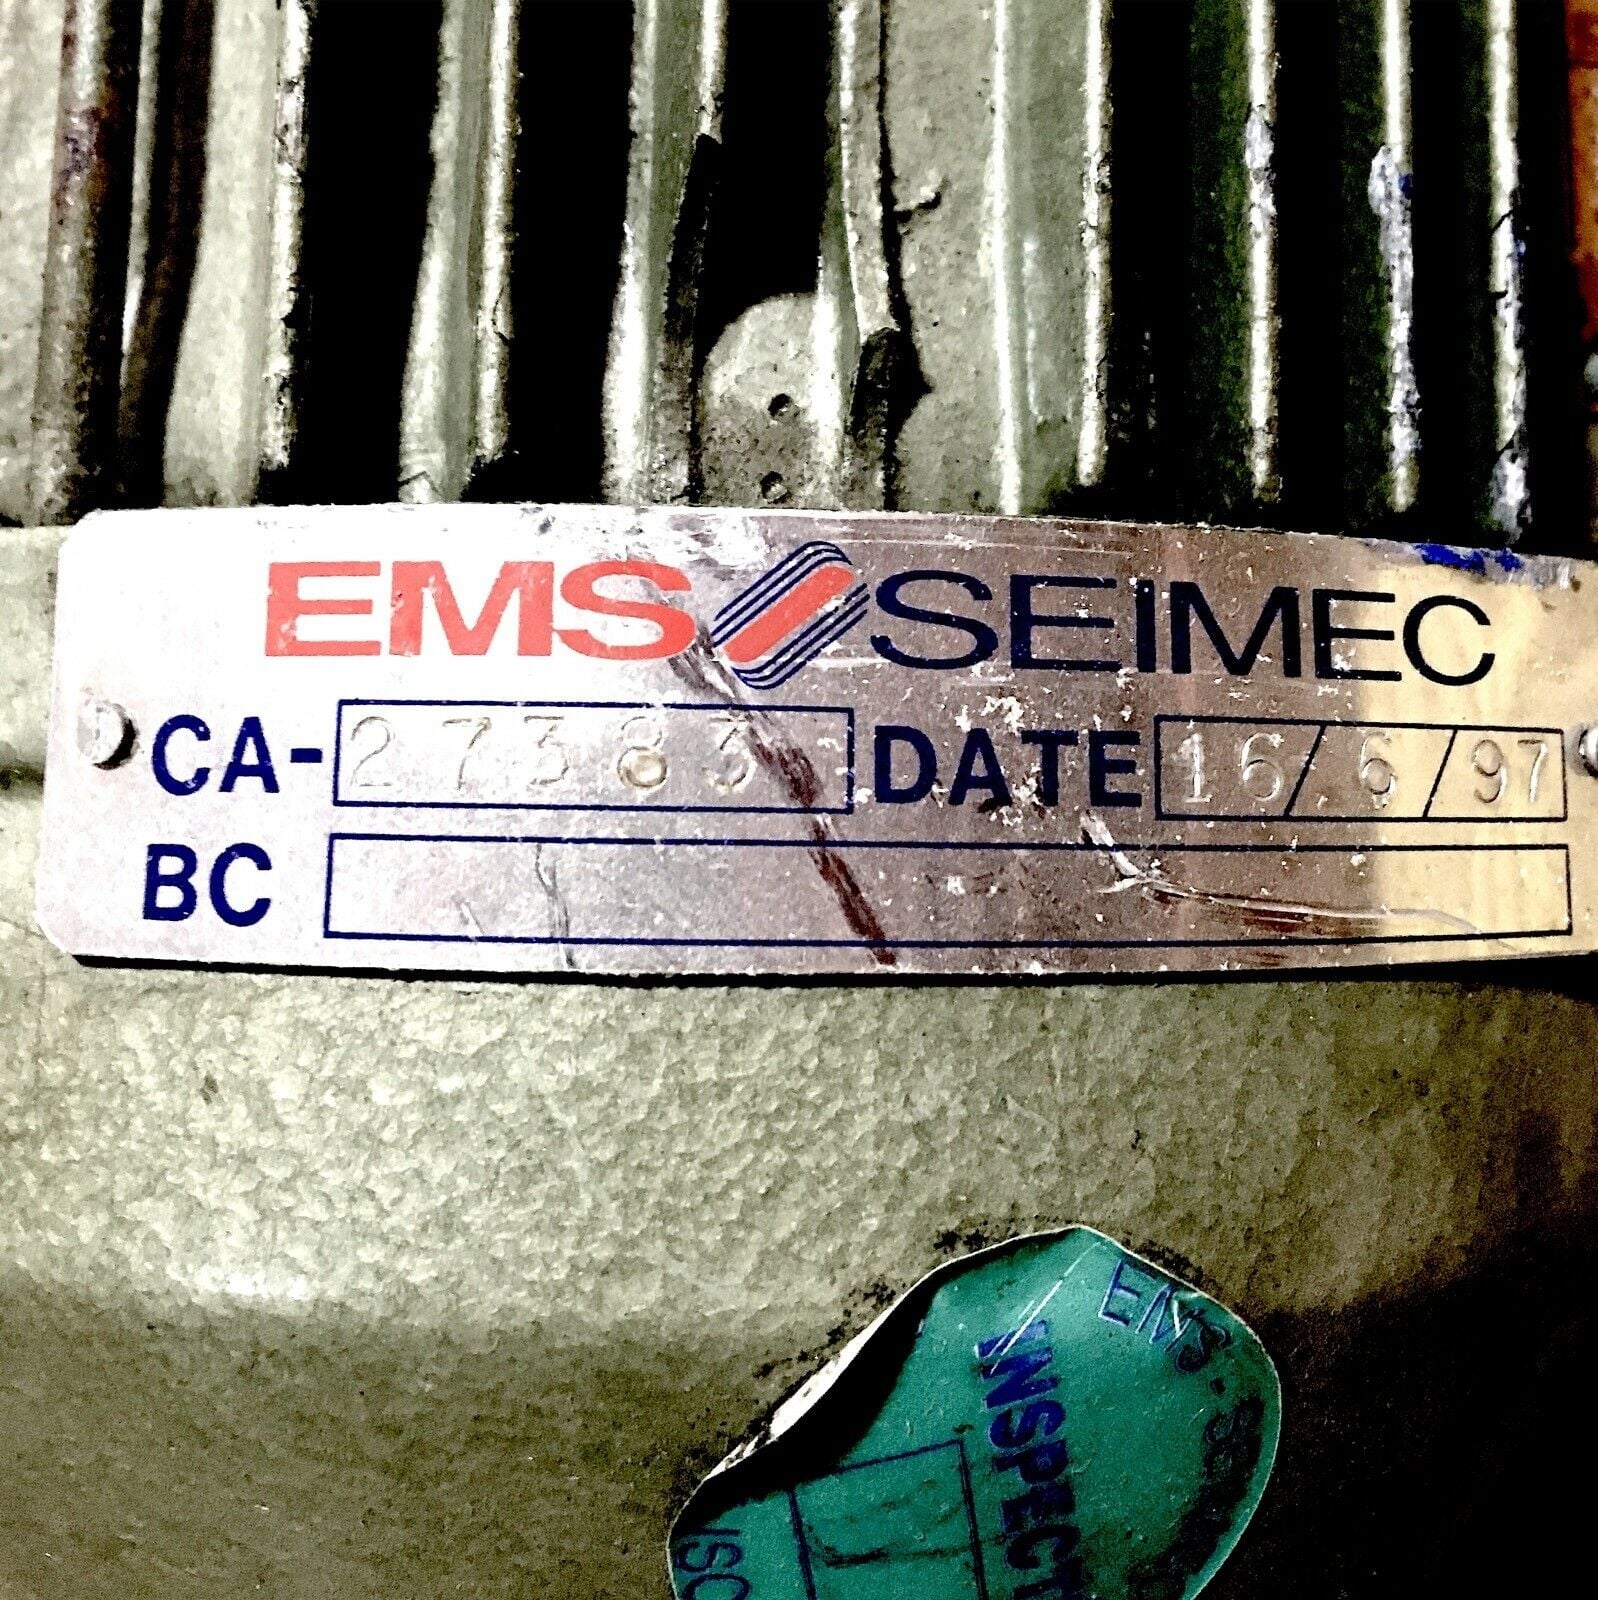 EMS SEIMEC
CA- 27383 DATE 16/6/97
BC
EMS.
INSPECT
ISO